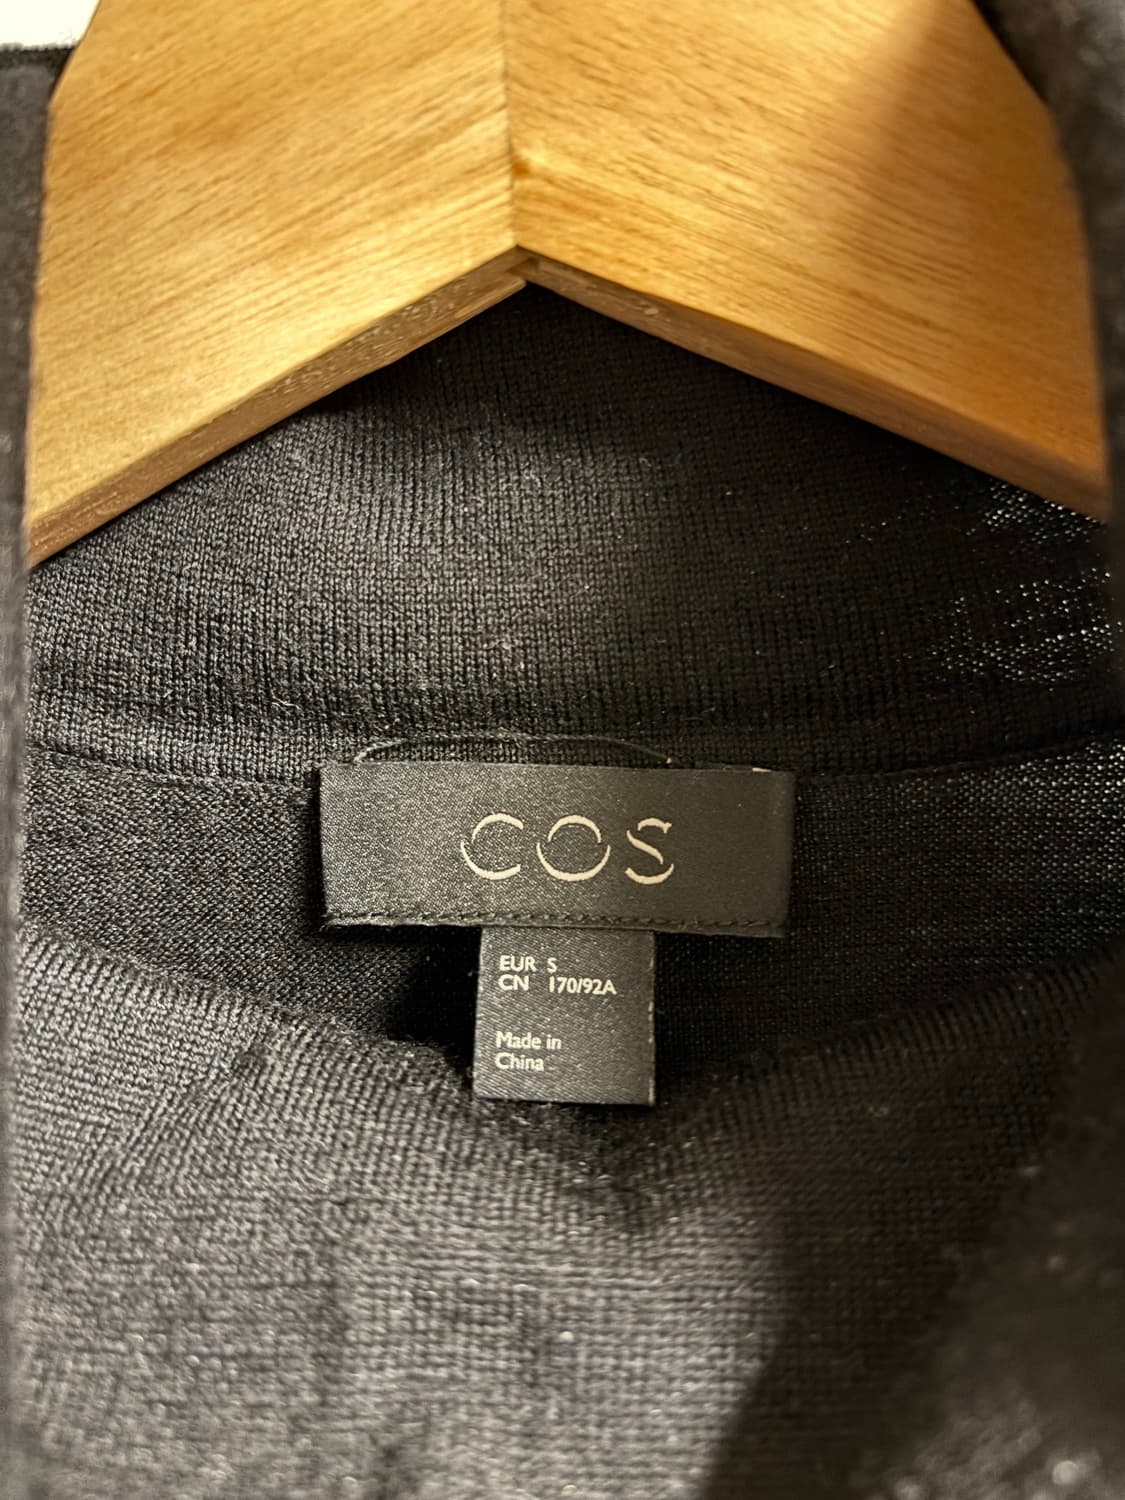 COS
EUR S
CN 170/92A
Made in
China